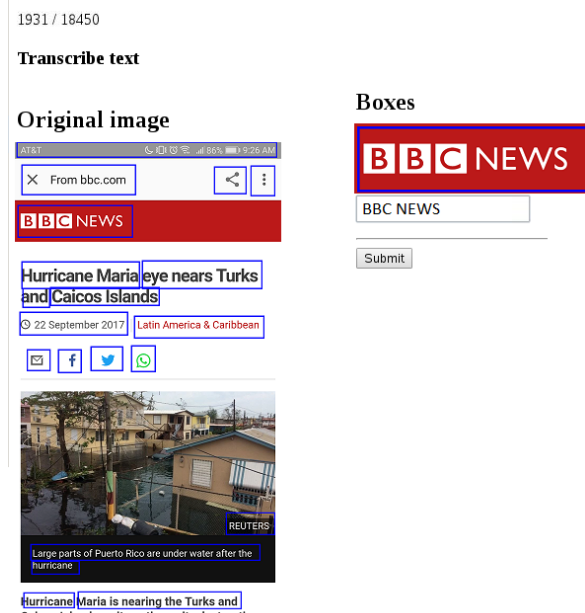 1931 / 18450
Transcribe text
Original image
AT&T 86% 9:26 AM
From bbc.com
BBC NEWS
Hurricane Maria eye nears Turks
and Caicos Islands
22 September 2017 Latin America & Caribbean
REUTERS
Large parts of Puerto Rico are under water after the
hurricane
Hurricane Maria is nearing the Turks and
Boxes
BBC NEWS
BBC NEWS
Submit